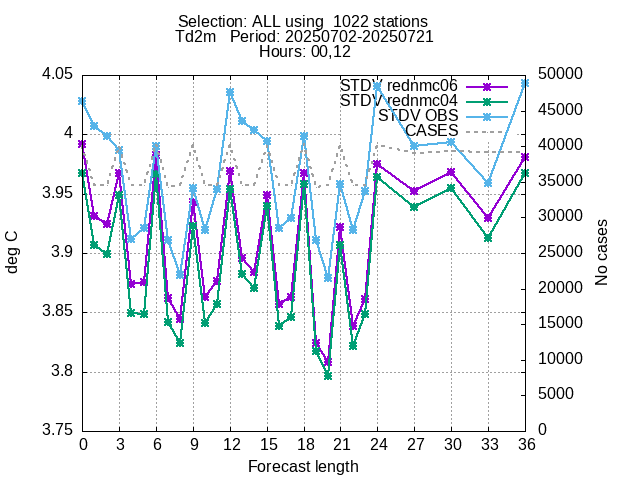 Selection: ALL using  1022 stations
Td2m   Period: 20250702-20250721
Hours: 00,12
STDV rednmc06
STDV rednmc04
STDV OBS
CASES
4.05
4
3.95
3.9
3.85
3.8
3.75
deg C
50000
45000
40000
35000
30000
25000
20000
15000
10000
5000
0
No cases
0 3 6 9 12 15 18 21 24 27 30 33 36
Forecast length